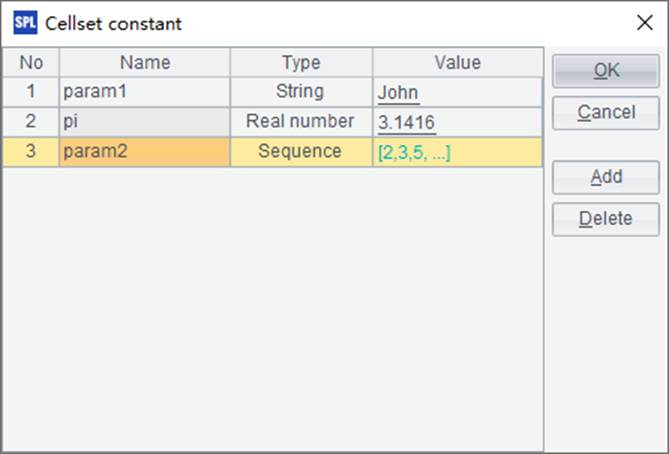 SPL Cellset constant
No Name Type Value
1 param1 String John
2 pi Real number 3.1416
3 param2 Sequence [2,3,5, ...]
OK
Cancel
Add
Delete